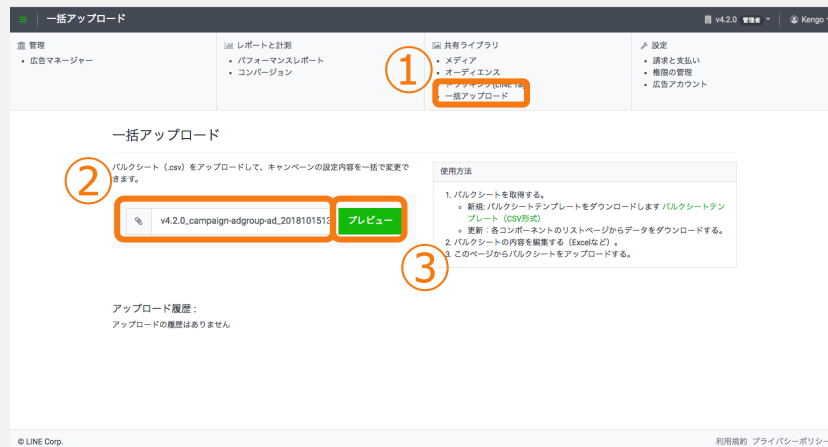 ≡ 一括アップロード
v4.2.0 管理者 Kengo
管理
・ 広告マネージャー
レポートと計測
・ パフォーマンスレポート
・ コンバージョン
①
共有ライブラリ
・ メディア
・ オーディエンス
・ トラッキング(LINE Ta
・ 一括アップロード
設定
・ 請求と支払い
・ 権限の管理
・ 広告アカウント
一括アップロード
②
バルクシート（.csv）をアップロードして、キャンペーンの設定内容を一括で変更で
きます。
v4.2.0_campaign-adgroup-ad_2018101513
プレビュー
③
使用方法
1. バルクシートを取得する。
新規: バルクシートテンプレートをダウンロードします バルクシートテン
プレート（CSV形式）
更新：各コンポーネントのリストページからデータをダウンロードする。
2. バルクシートの内容を編集する（Excelなど）。
3. このページからバルクシートをアップロードする。
アップロード履歴 :
アップロードの履歴はありません
© LINE Corp.
利用規約 プライバシーポリシー